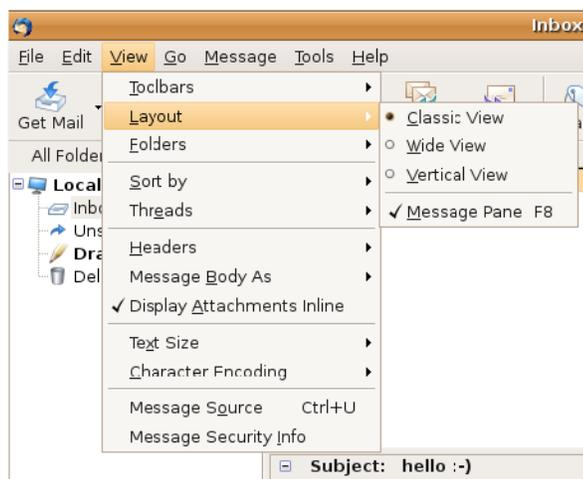 Inbox
File Edit View Go Message Tools Help
Get Mail
All Folder
Toolbars
Layout
Folders
Sort by
Threads
Headers
Message Body As
Display Attachments Inline
Text Size
Character Encoding
Message Source Ctrl+U
Message Security Info
Classic View
Wide View
Vertical View
Message Pane F8
Local
Inbo
Uns
Dra
Del
Subject: hello :-)